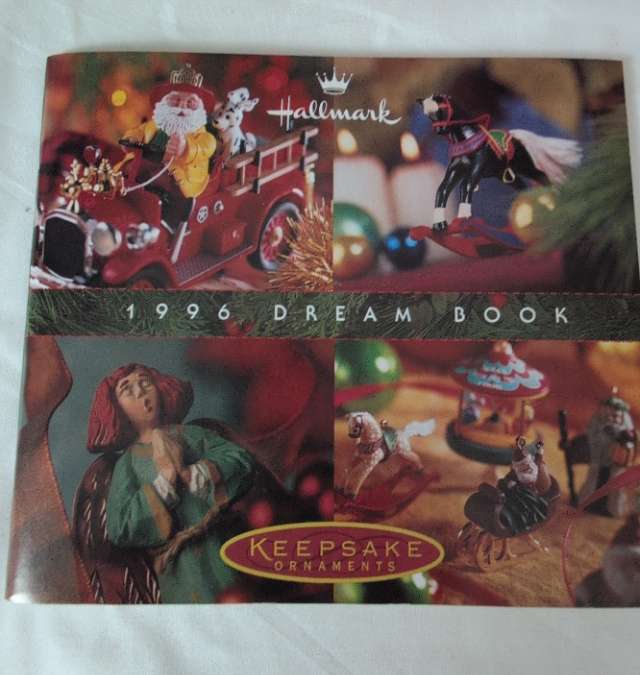 Hallmark
1996 DREAM BOOK
KEEPSAKE
ORNAMENTS